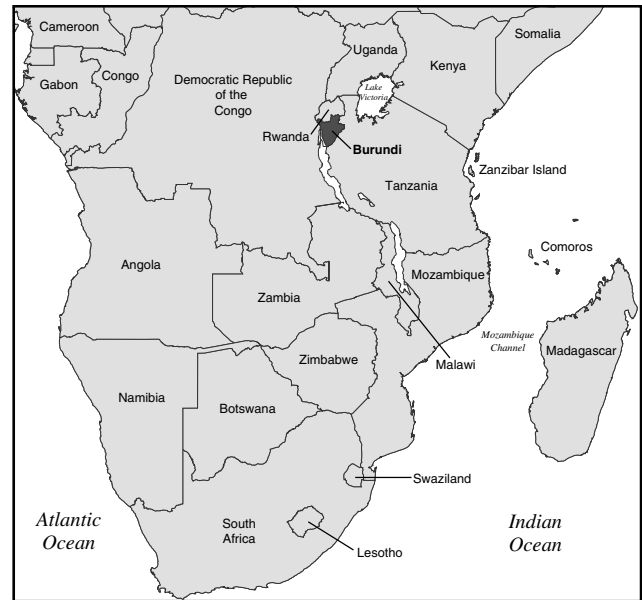 Cameroon
Somalia
Uganda
Gabon
Congo
Kenya
Democratic Republic
of the
Congo
Lake
Victoria
Rwanda
Burundi
Zanzibar Island
Tanzania
Comoros
Angola
Mozambique
Zambia
Mozambique
Channel
Madagascar
Malawi
Zimbabwe
Namibia
Botswana
Swaziland
Atlantic
Ocean
South
Africa
Indian
Ocean
Lesotho